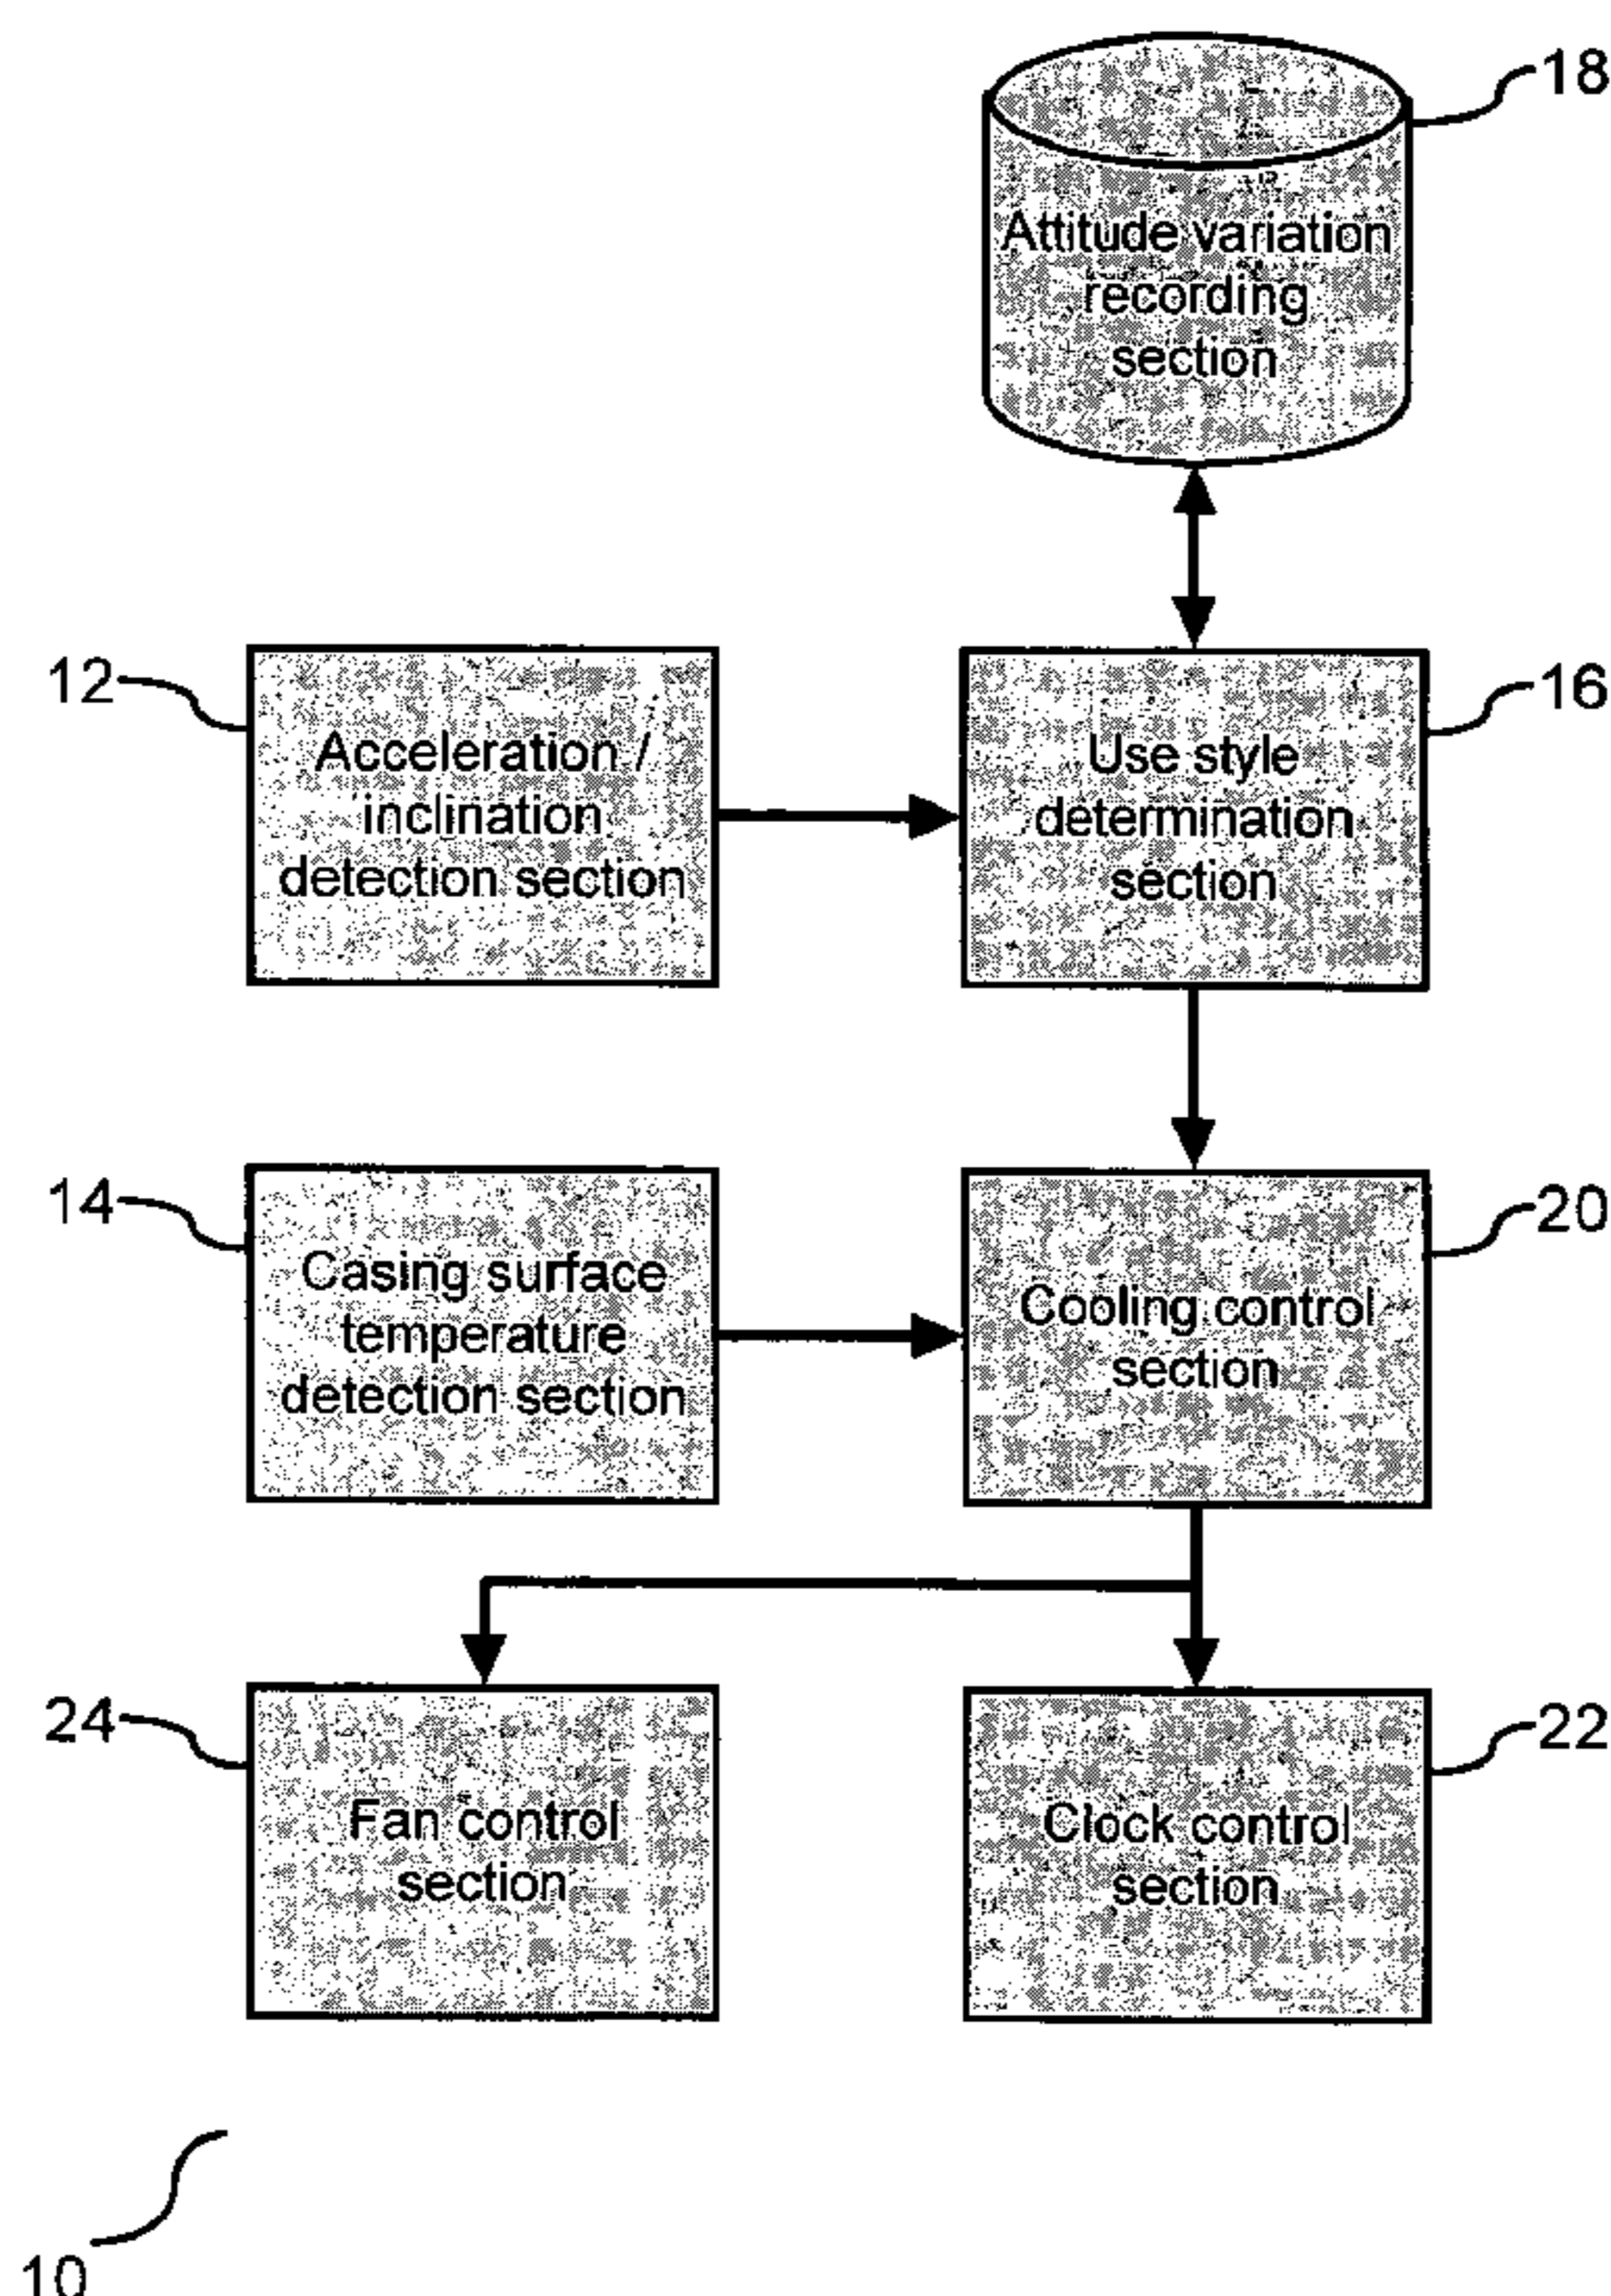 18
Attitude variation
recording
section
12
Acceleration /
inclination
detection section
16
Use style
determination
section
14
Casing surface
temperature
detection section
20
Cooling control
section
24
Fan control
section
22
Clock control
section
10